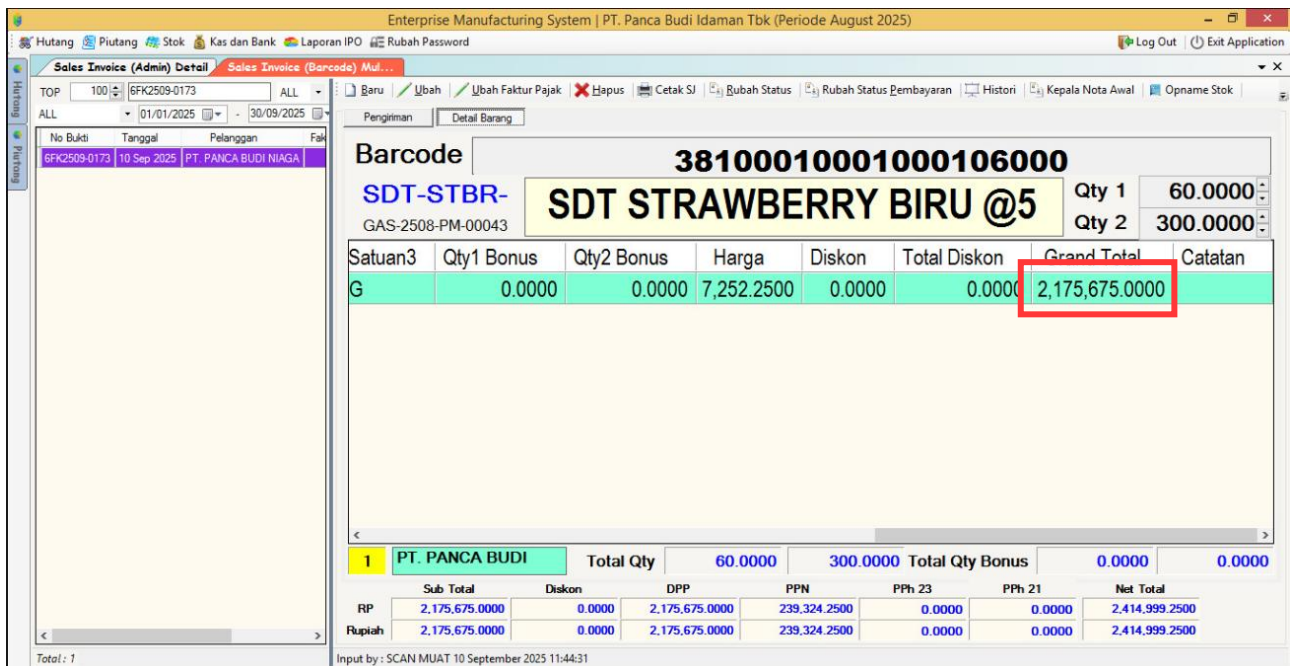 Enterprise Manufacturing System | PT. Panca Budi Idaman Tbk (Periode August 2025)
Hutang Piutang Stok Kas dan Bank Laporan IPO Rubah Password Log Out Exit Application
Sales Invoice (Admin) Detail Sales Invoice (Barcode) Mul...
Hutang
Piutang
TOP 100 6FK2509-0173 ALL
ALL 01/01/2025 - 30/09/2025
No Bukti Tanggal Pelanggan Fak
6FK2509-0173 10 Sep 2025 PT. PANCA BUDI NIAGA
Total : 1
Baru Ubah Ubah Faktur Pajak Hapus Cetak SJ Rubah Status Rubah Status Pembayaran Histori Kepala Nota Awal Opname Stok
Pengiriman Detail Barang
Barcode 38100010001000106000
SDT-STBR- SDT STRAWBERRY BIRU @5 Qty 1 60.0000
GAS-2508-PM-00043 Qty 2 300.0000
Satuan3 Qty1 Bonus Qty2 Bonus Harga Diskon Total Diskon Grand Total Catatan
G 0.0000 0.0000 7,252.2500 0.0000 0.0000 2,175,675.0000
1 PT. PANCA BUDI Total Qty 60.0000 300.0000 Total Qty Bonus 0.0000 0.0000
Sub Total Diskon DPP PPN PPh 23 PPh 21 Net Total
RP 2,175,675.0000 0.0000 2,175,675.0000 239,324.2500 0.0000 0.0000 2,414,999.2500
Rupiah 2,175,675.0000 0.0000 2,175,675.0000 239,324.2500 0.0000 0.0000 2,414,999.2500
Input by : SCAN MUAT 10 September 2025 11:44:31